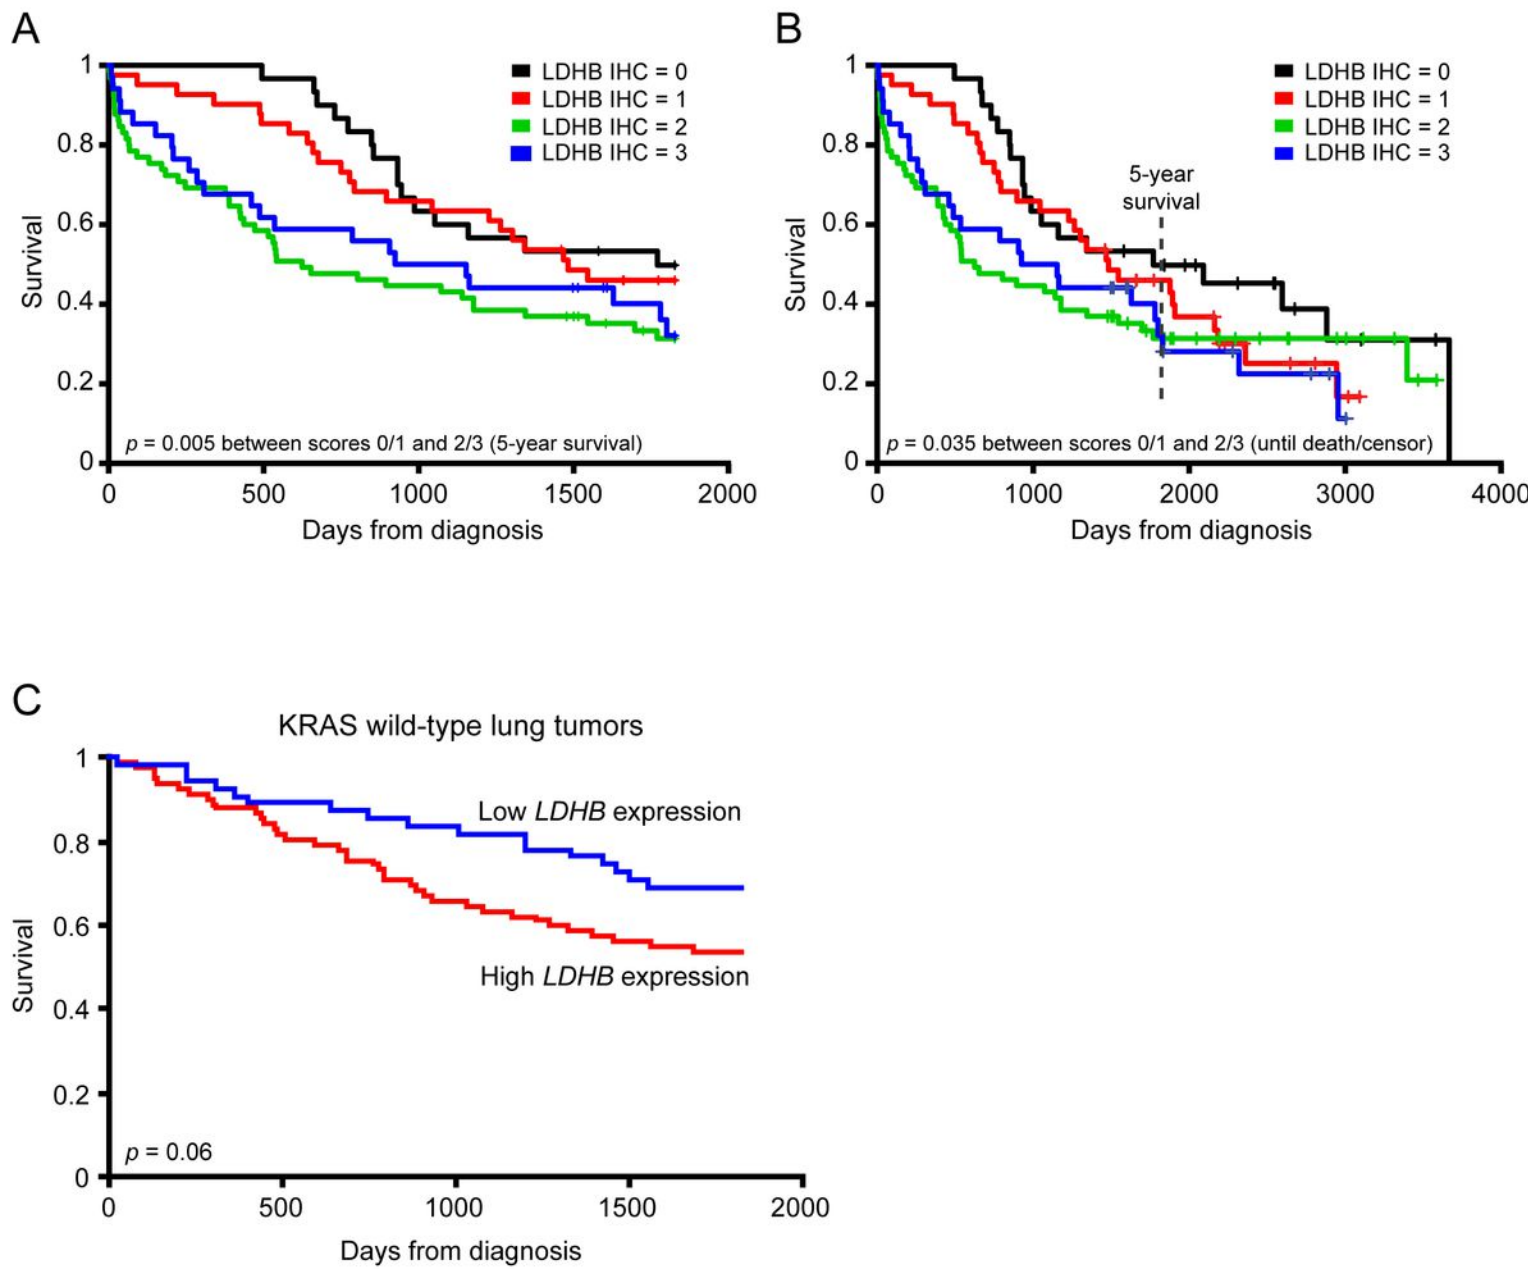 A
1
0.8
0.6
0.4
0.2
0
Survival
LDHB IHC = 0
LDHB IHC = 1
LDHB IHC = 2
LDHB IHC = 3
p = 0.005 between scores 0/1 and 2/3 (5-year survival)
0 500 1000 1500 2000
Days from diagnosis
B
1
0.8
0.6
0.4
0.2
0
Survival
LDHB IHC = 0
LDHB IHC = 1
LDHB IHC = 2
LDHB IHC = 3
5-year
survival
p = 0.035 between scores 0/1 and 2/3 (until death/censor)
0 1000 2000 3000 4000
Days from diagnosis
C
KRAS wild-type lung tumors
1
0.8
0.6
0.4
0.2
0
Survival
Low LDHB expression
High LDHB expression
p = 0.06
0 500 1000 1500 2000
Days from diagnosis